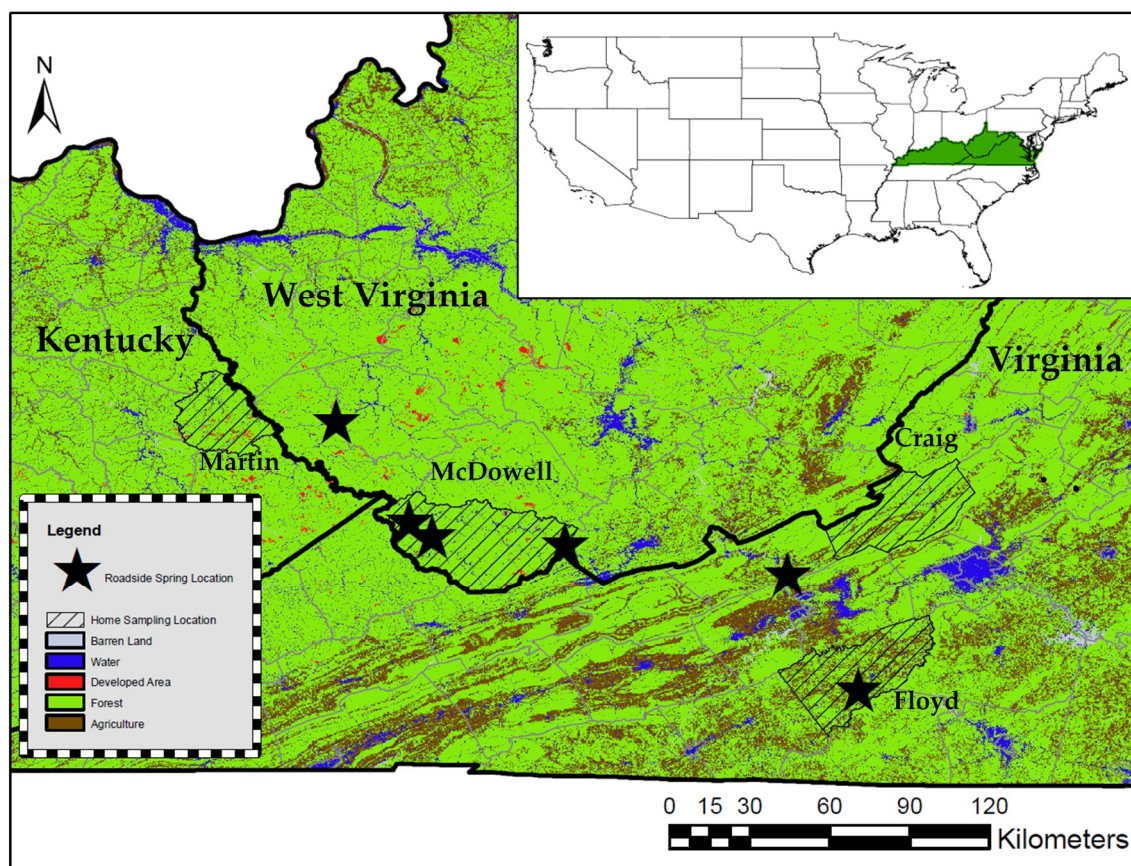 N
West Virginia
Kentucky
Virginia
Martin
McDowell
Craig
Floyd
Legend
Roadside Spring Location
Home Sampling Location
Barren Land
Water
Developed Area
Forest
Agriculture
0 15 30 60 90 120
Kilometers